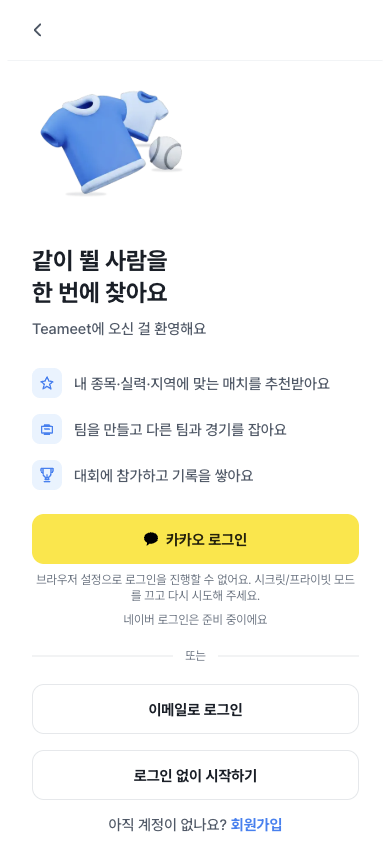 같이 뛸 사람을
한 번에 찾아요
Teameet에 오신 걸 환영해요
내 종목·실력·지역에 맞는 매치를 추천받아요
팀을 만들고 다른 팀과 경기를 잡아요
대회에 참가하고 기록을 쌓아요
카카오 로그인
브라우저 설정으로 로그인을 진행할 수 없어요. 시크릿/프라이빗 모드
를 끄고 다시 시도해 주세요.
네이버 로그인은 준비 중이에요
또는
이메일로 로그인
로그인 없이 시작하기
아직 계정이 없나요? 회원가입